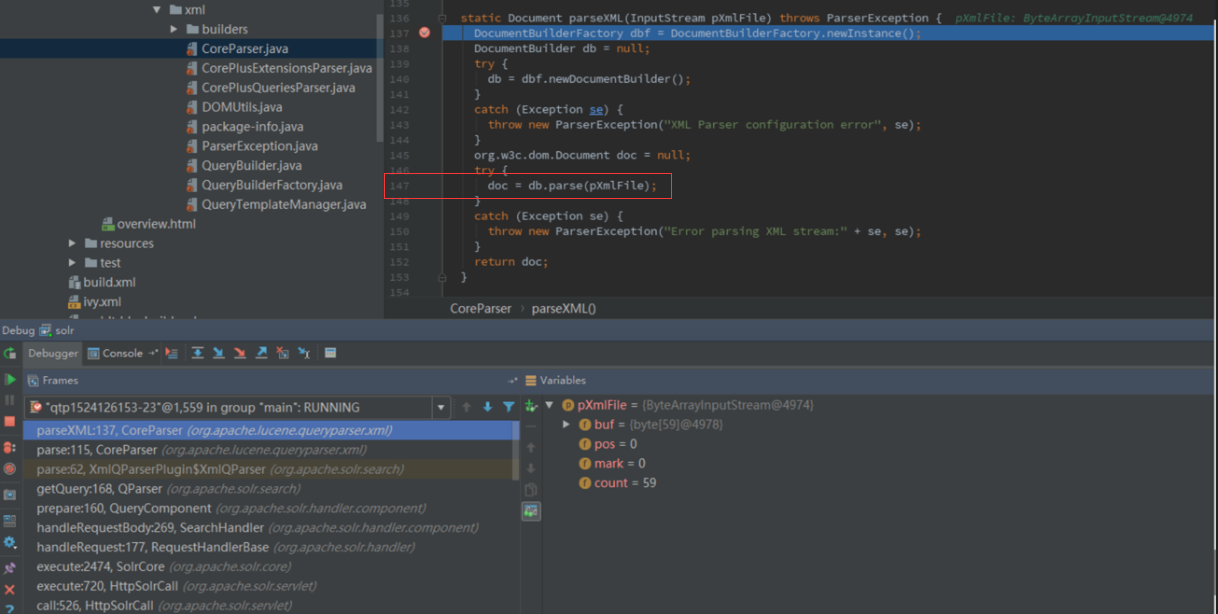 xml
builders
CoreParser.java
CorePlusExtensionsParser.java
CorePlusQueriesParser.java
DOMUtils.java
package-info.java
ParserException.java
QueryBuilder.java
QueryBuilderFactory.java
QueryTemplateManager.java
overview.html
resources
test
build.xml
ivy.xml
135
136 static Document parseXML(InputStream pXmlFile) throws ParserException { pXmlFile: ByteArrayInputStream@4974
137 DocumentBuilderFactory dbf = DocumentBuilderFactory.newInstance();
138 DocumentBuilder db = null;
139 try {
140 db = dbf.newDocumentBuilder();
141 }
142 catch (Exception se) {
143 throw new ParserException("XML Parser configuration error", se);
144 }
145 org.w3c.dom.Document doc = null;
146 try {
147 doc = db.parse(pXmlFile);
148 }
149 catch (Exception se) {
150 throw new ParserException("Error parsing XML stream:" + se, se);
151 }
152 return doc;
153 }
154
CoreParser › parseXML()
Debug solr
Debugger Console
Frames
"qtp1524126153-23"@1,559 in group "main": RUNNING
parseXML:137, CoreParser (org.apache.lucene.queryparser.xml)
parse:115, CoreParser (org.apache.lucene.queryparser.xml)
parse:62, XmlQParserPlugin$XmlQParser (org.apache.solr.search)
getQuery:168, QParser (org.apache.solr.search)
prepare:160, QueryComponent (org.apache.solr.handler.component)
handleRequestBody:269, SearchHandler (org.apache.solr.handler.component)
handleRequest:177, RequestHandlerBase (org.apache.solr.handler)
execute:2474, SolrCore (org.apache.solr.core)
execute:720, HttpSolrCall (org.apache.solr.servlet)
call:526, HttpSolrCall (org.apache.solr.servlet)
Variables
pXmlFile = {ByteArrayInputStream@4974}
buf = {byte[59]@4978}
pos = 0
mark = 0
count = 59